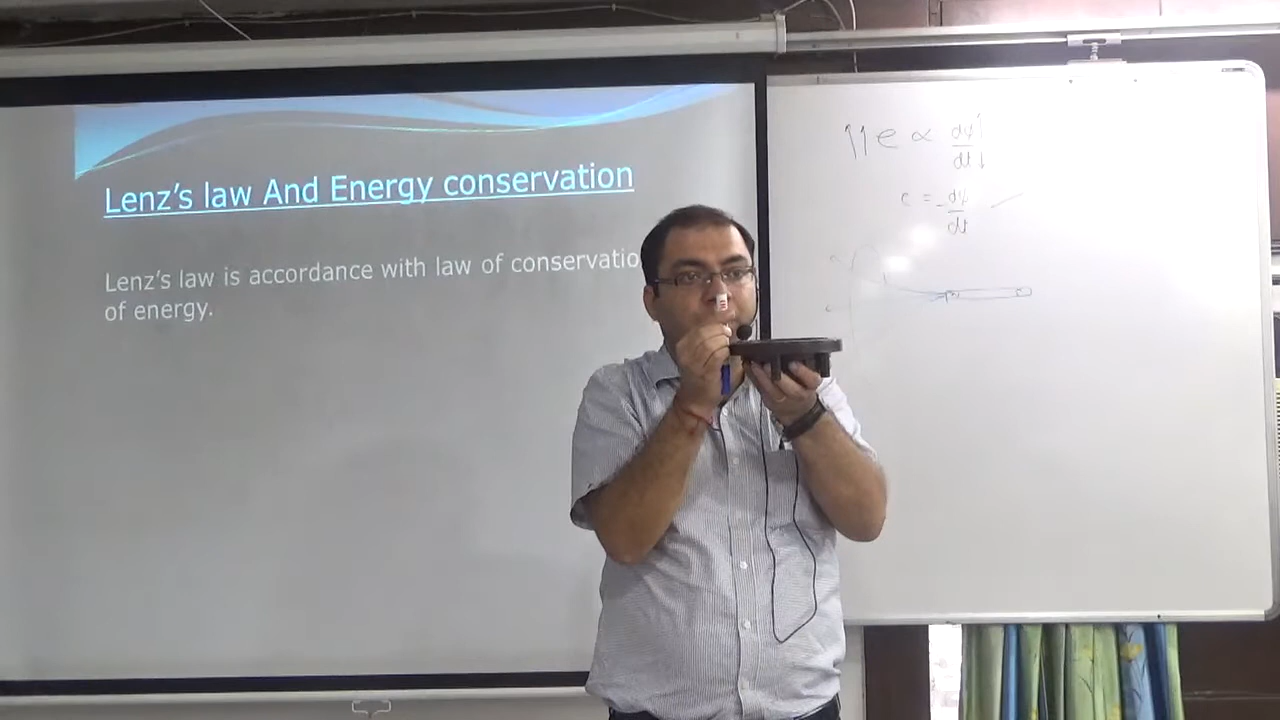 Lenz's law And Energy conservation
Lenz's law is accordance with law of conservatio
of energy.
↑↑ e ∝ dψ↑
dt↓
e = - dψ
dt